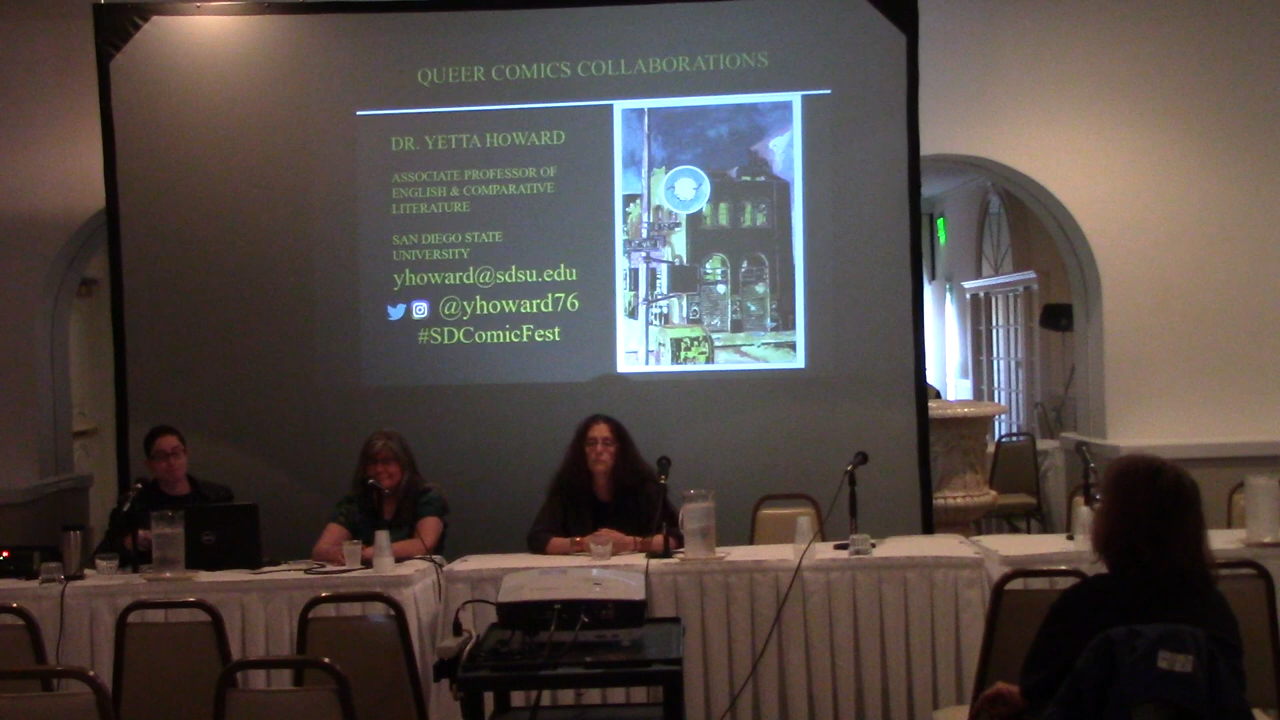 QUEER COMICS COLLABORATIONS
DR. YETTA HOWARD
ASSOCIATE PROFESSOR OF
ENGLISH & COMPARATIVE
LITERATURE
SAN DIEGO STATE
UNIVERSITY
yhoward@sdsu.edu
@yhoward76
#SDComicFest